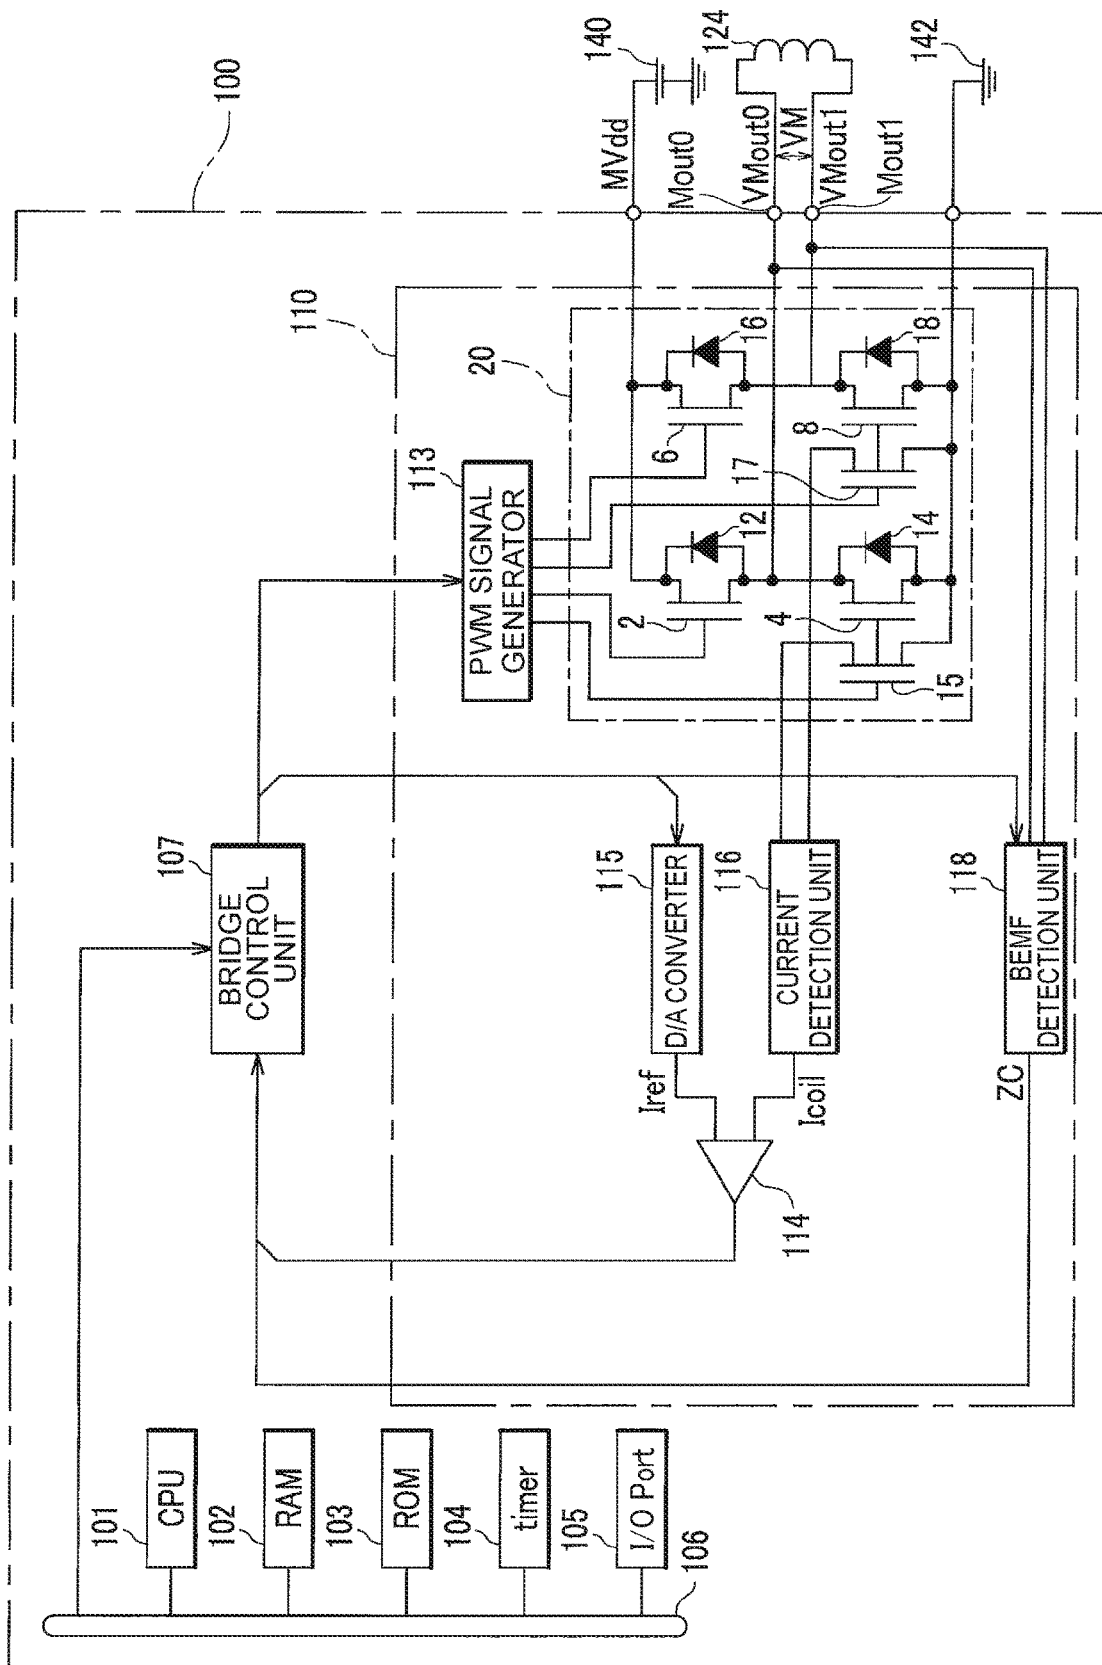 100
101
CPU
102
RAM
103
ROM
104
timer
105
I/O Port
106
107
BRIDGE
CONTROL
UNIT
110
113
PWM SIGNAL
GENERATOR
20
2
12
6
16
4
14
15
8
18
17
114
Iref
115
D/A CONVERTER
Icoil
116
CURRENT
DETECTION UNIT
ZC
118
BEMF
DETECTION UNIT
MVdd
140
Mout0
VMout0
VM
VMout1
Mout1
124
142